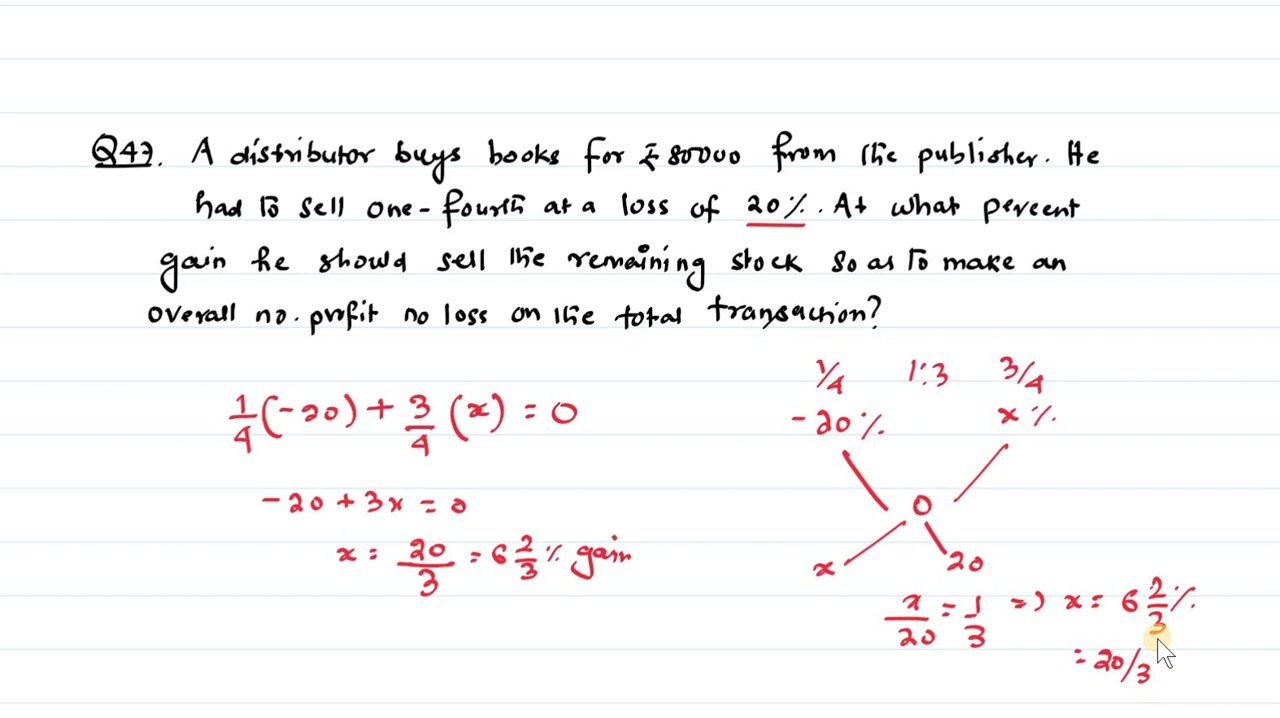 Q47. A distributor buys books for ₹ 80000 from the publisher. He
had to sell one-fourth at a loss of 20%. At what percent
gain he should sell the remaining stock so as to make an
overall no. profit no loss on the total transaction?
1/4 (-20) + 3/4 (x) = 0
-20 + 3x = 0
x = 20/3 = 6 2/3 % gain
1/4 1:3 3/4
-20% x%
0
x 20
x/20 = 1/3 => x = 6 2/3 %
= 20/3